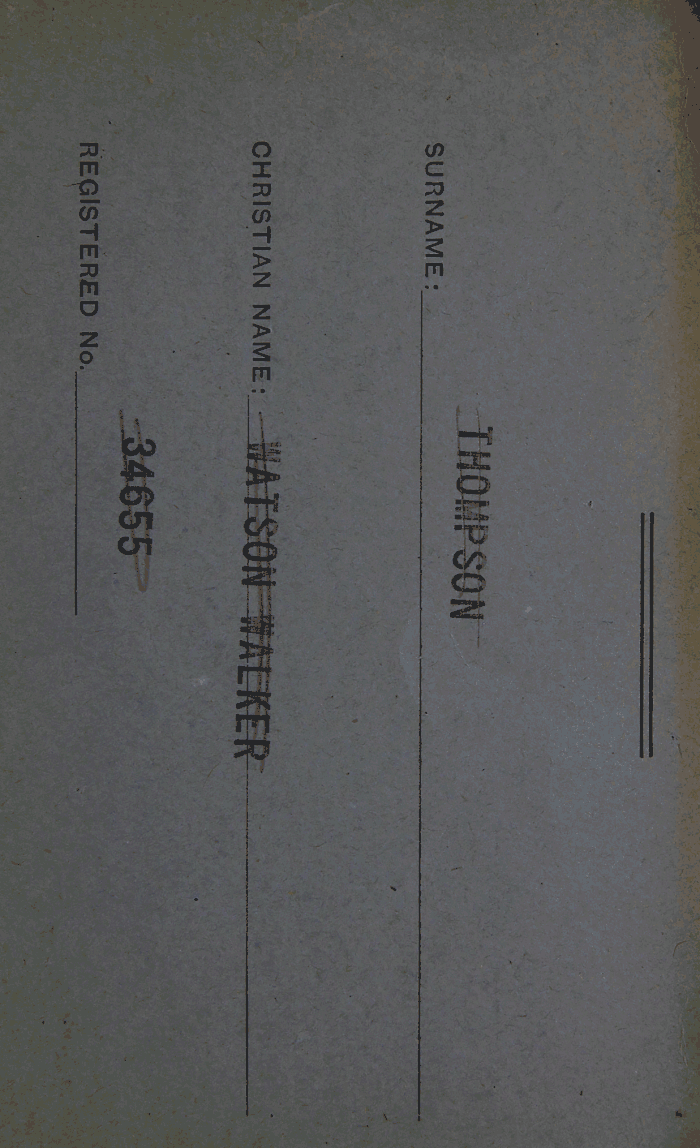 SURNAME: THOMPSON
CHRISTIAN NAME: WATSON WALKER
REGISTERED No. 34655